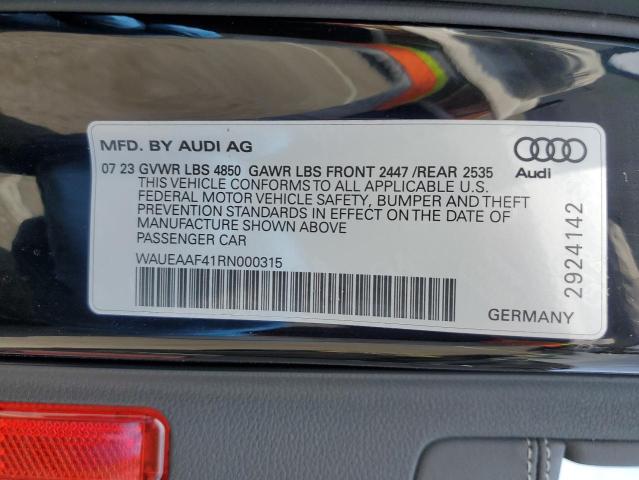 MFD. BY AUDI AG
07 23 GVWR LBS 4850 GAWR LBS FRONT 2447 /REAR 2535
Audi
THIS VEHICLE CONFORMS TO ALL APPLICABLE U.S.
FEDERAL MOTOR VEHICLE SAFETY, BUMPER AND THEFT
PREVENTION STANDARDS IN EFFECT ON THE DATE OF
MANUFACTURE SHOWN ABOVE
PASSENGER CAR
WAUEAAF41RN000315
2924142
GERMANY